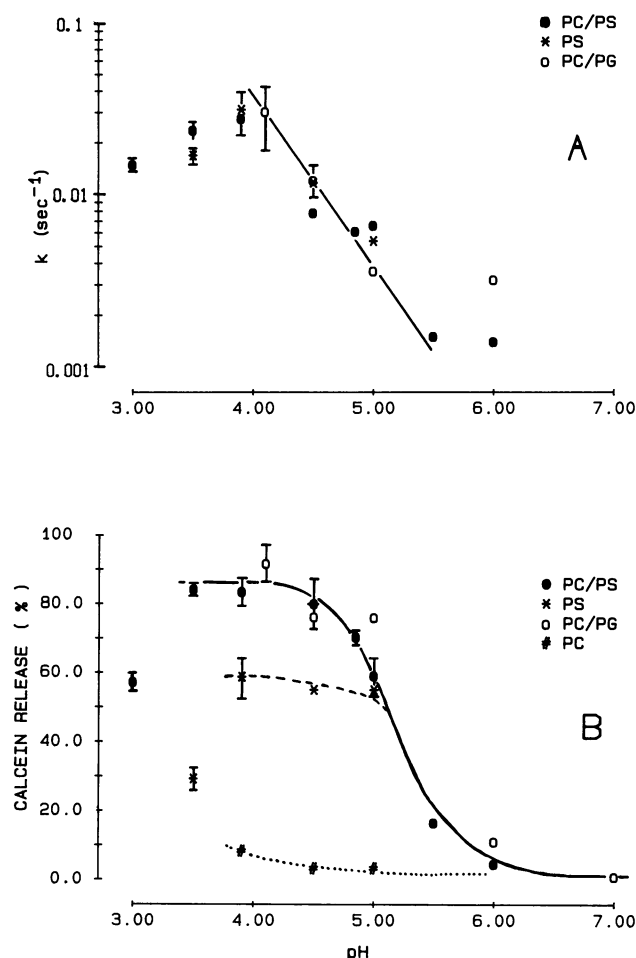 0.1
0.01
0.001
k (sec⁻¹)
● PC/PS
* PS
o PC/PG
A
3.00 4.00 5.00 6.00 7.00
100
80.0
60.0
40.0
20.0
0.0
CALCEIN RELEASE ( % )
● PC/PS
* PS
o PC/PG
# PC
B
3.00 4.00 5.00 6.00 7.00
pH